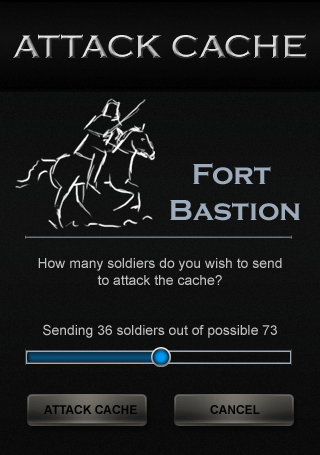 ATTACK CACHE
FORT
BASTION
How many soldiers do you wish to send
to attack the cache?
Sending 36 soldiers out of possible 73
ATTACK CACHE
CANCEL